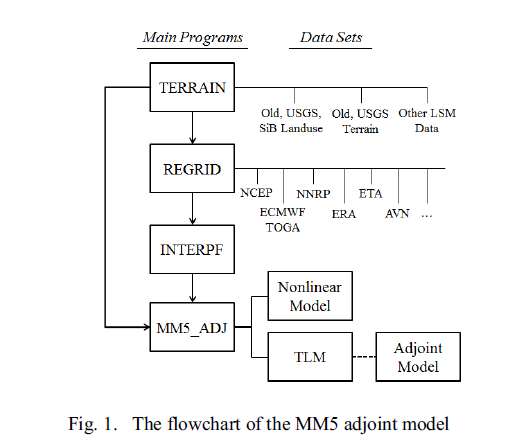 Main Programs
Data Sets
TERRAIN
Old, USGS,
SiB Landuse
Old, USGS
Terrain
Other LSM
Data
REGRID
NCEP
ECMWF
TOGA
NNRP
ERA
ETA
AVN
...
INTERPF
MM5_ADJ
Nonlinear
Model
TLM
Adjoint
Model
Fig. 1. The flowchart of the MM5 adjoint model